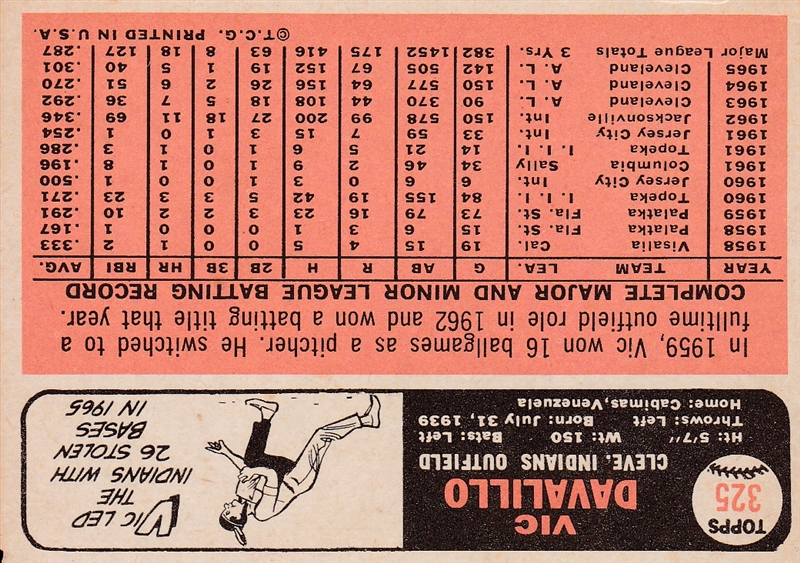 TOPPS
325
VIC
DAVALILLO
CLEVE. INDIANS OUTFIELD
Ht: 5'7" Wt: 150 Bats: Left
Throws: Left Born: July 31, 1939
Home: Cabimas, Venezuela
VIC LED
THE
INDIANS WITH
26 STOLEN
BASES
IN 1965
In 1959, Vic won 16 ballgames as a pitcher. He switched to a
fulltime outfield role in 1962 and won a batting title that year.
COMPLETE MAJOR AND MINOR LEAGUE BATTING RECORD
YEAR TEAM LEA. G AB R H 2B 3B HR RBI AVG.
1958 Visalia Cal. 19 15 4 5 0 0 1 2 .333
1958 Palatka Fla. St. 15 6 3 1 0 0 0 1 .167
1959 Palatka Fla. St. 73 79 16 23 3 0 2 10 .291
1960 Topeka I. I. I. 84 155 19 42 5 3 3 23 .271
1960 Jersey City Int. 6 6 0 3 1 0 0 1 .500
1961 Columbia Sally 34 46 2 9 1 0 0 8 .196
1961 Topeka I. I. I. 14 21 5 6 1 0 1 3 .286
1961 Jersey City Int. 33 59 7 15 3 1 0 1 .254
1962 Jacksonville Int. 150 578 99 200 27 18 11 69 .346
1963 Cleveland A. L. 90 370 44 108 18 5 7 36 .292
1964 Cleveland A. L. 150 577 64 156 26 2 6 51 .270
1965 Cleveland A. L. 142 505 67 152 19 1 5 40 .301
Major League Totals 3 Yrs. 382 1452 175 416 63 8 18 127 .287
©T.C.G. PRINTED IN U.S.A.